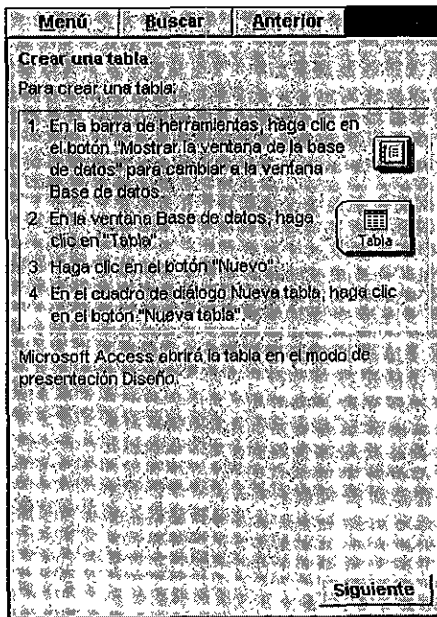 Menú Buscar Anterior
Crear una tabla
Para crear una tabla:
1. En la barra de herramientas, haga clic en
el botón "Mostrar la ventana de la base
de datos" para cambiar a la ventana
Base de datos.
2. En la ventana Base de datos, haga
clic en "Tabla".
Tabla
3. Haga clic en el botón "Nuevo".
4. En el cuadro de diálogo Nueva tabla, haga clic
en el botón "Nueva tabla".
Microsoft Access abrirá la tabla en el modo de
presentación Diseño.
Siguiente